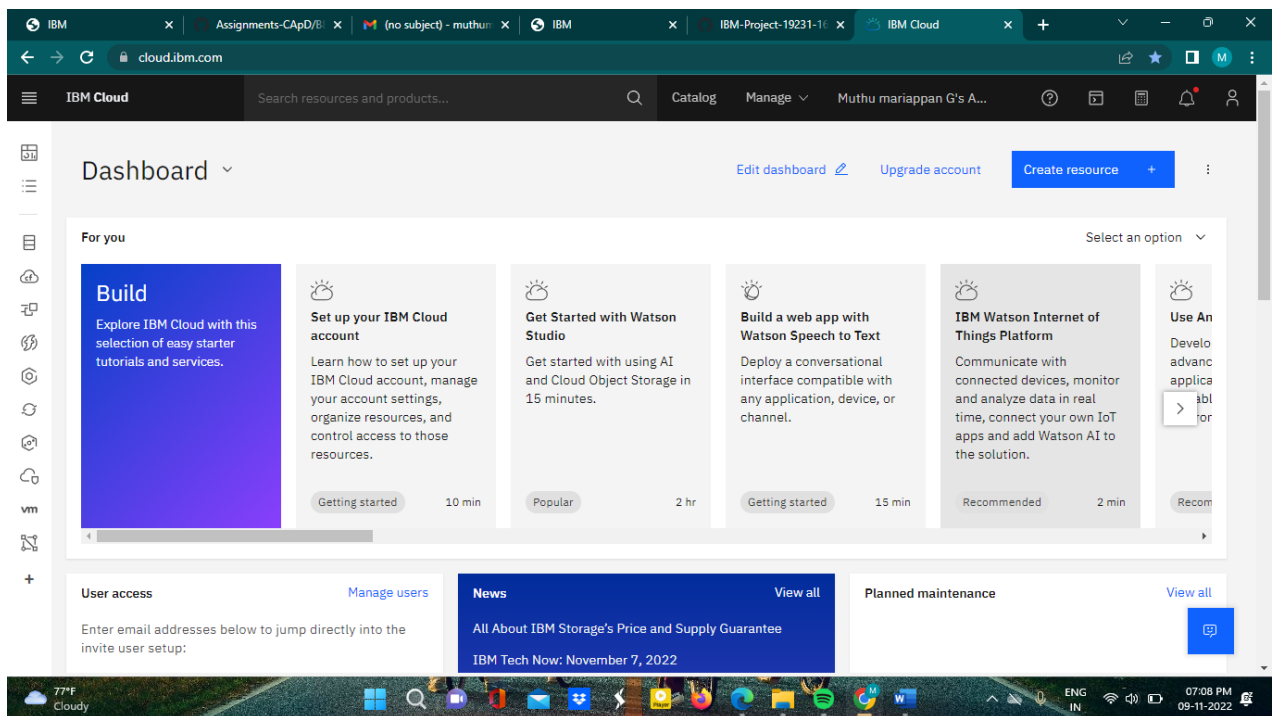 IBM
Assignments-CApD/B
(no subject) - muthum
IBM
IBM-Project-19231-16
IBM Cloud
cloud.ibm.com
M
IBM Cloud
Search resources and products...
Catalog
Manage
Muthu mariappan G's A...
Dashboard
Edit dashboard
Upgrade account
Create resource +
For you
Select an option
Build
Explore IBM Cloud with this
selection of easy starter
tutorials and services.
Set up your IBM Cloud
account
Learn how to set up your
IBM Cloud account, manage
your account settings,
organize resources, and
control access to those
resources.
Getting started
10 min
Get Started with Watson
Studio
Get started with using AI
and Cloud Object Storage in
15 minutes.
Popular
2 hr
Build a web app with
Watson Speech to Text
Deploy a conversational
interface compatible with
any application, device, or
channel.
Getting started
15 min
IBM Watson Internet of
Things Platform
Communicate with
connected devices, monitor
and analyze data in real
time, connect your own IoT
apps and add Watson AI to
the solution.
Recommended
2 min
Use An
Develo
advanc
applica
Recom
cf
vm
User access
Manage users
Enter email addresses below to jump directly into the
invite user setup:
News
View all
All About IBM Storage's Price and Supply Guarantee
IBM Tech Now: November 7, 2022
Planned maintenance
View all
77°F
Cloudy
ENG
IN
07:08 PM
09-11-2022